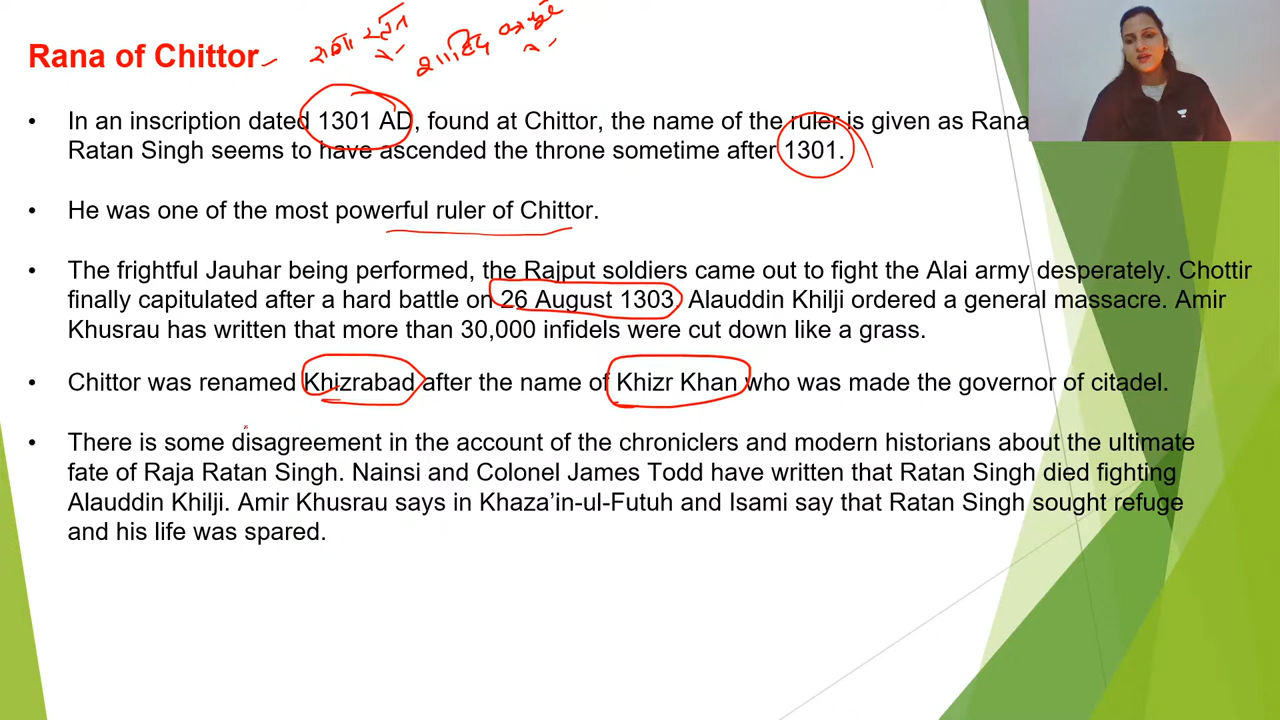 Rana of Chittor
• In an inscription dated 1301 AD, found at Chittor, the name of the ruler is given as Rana
Ratan Singh seems to have ascended the throne sometime after 1301.
• He was one of the most powerful ruler of Chittor.
• The frightful Jauhar being performed, the Rajput soldiers came out to fight the Alai army desperately. Chottir
finally capitulated after a hard battle on 26 August 1303 Alauddin Khilji ordered a general massacre. Amir
Khusrau has written that more than 30,000 infidels were cut down like a grass.
• Chittor was renamed Khizrabad after the name of Khizr Khan who was made the governor of citadel.
• There is some disagreement in the account of the chroniclers and modern historians about the ultimate
fate of Raja Ratan Singh. Nainsi and Colonel James Todd have written that Ratan Singh died fighting
Alauddin Khilji. Amir Khusrau says in Khaza’in-ul-Futuh and Isami say that Ratan Singh sought refuge
and his life was spared.